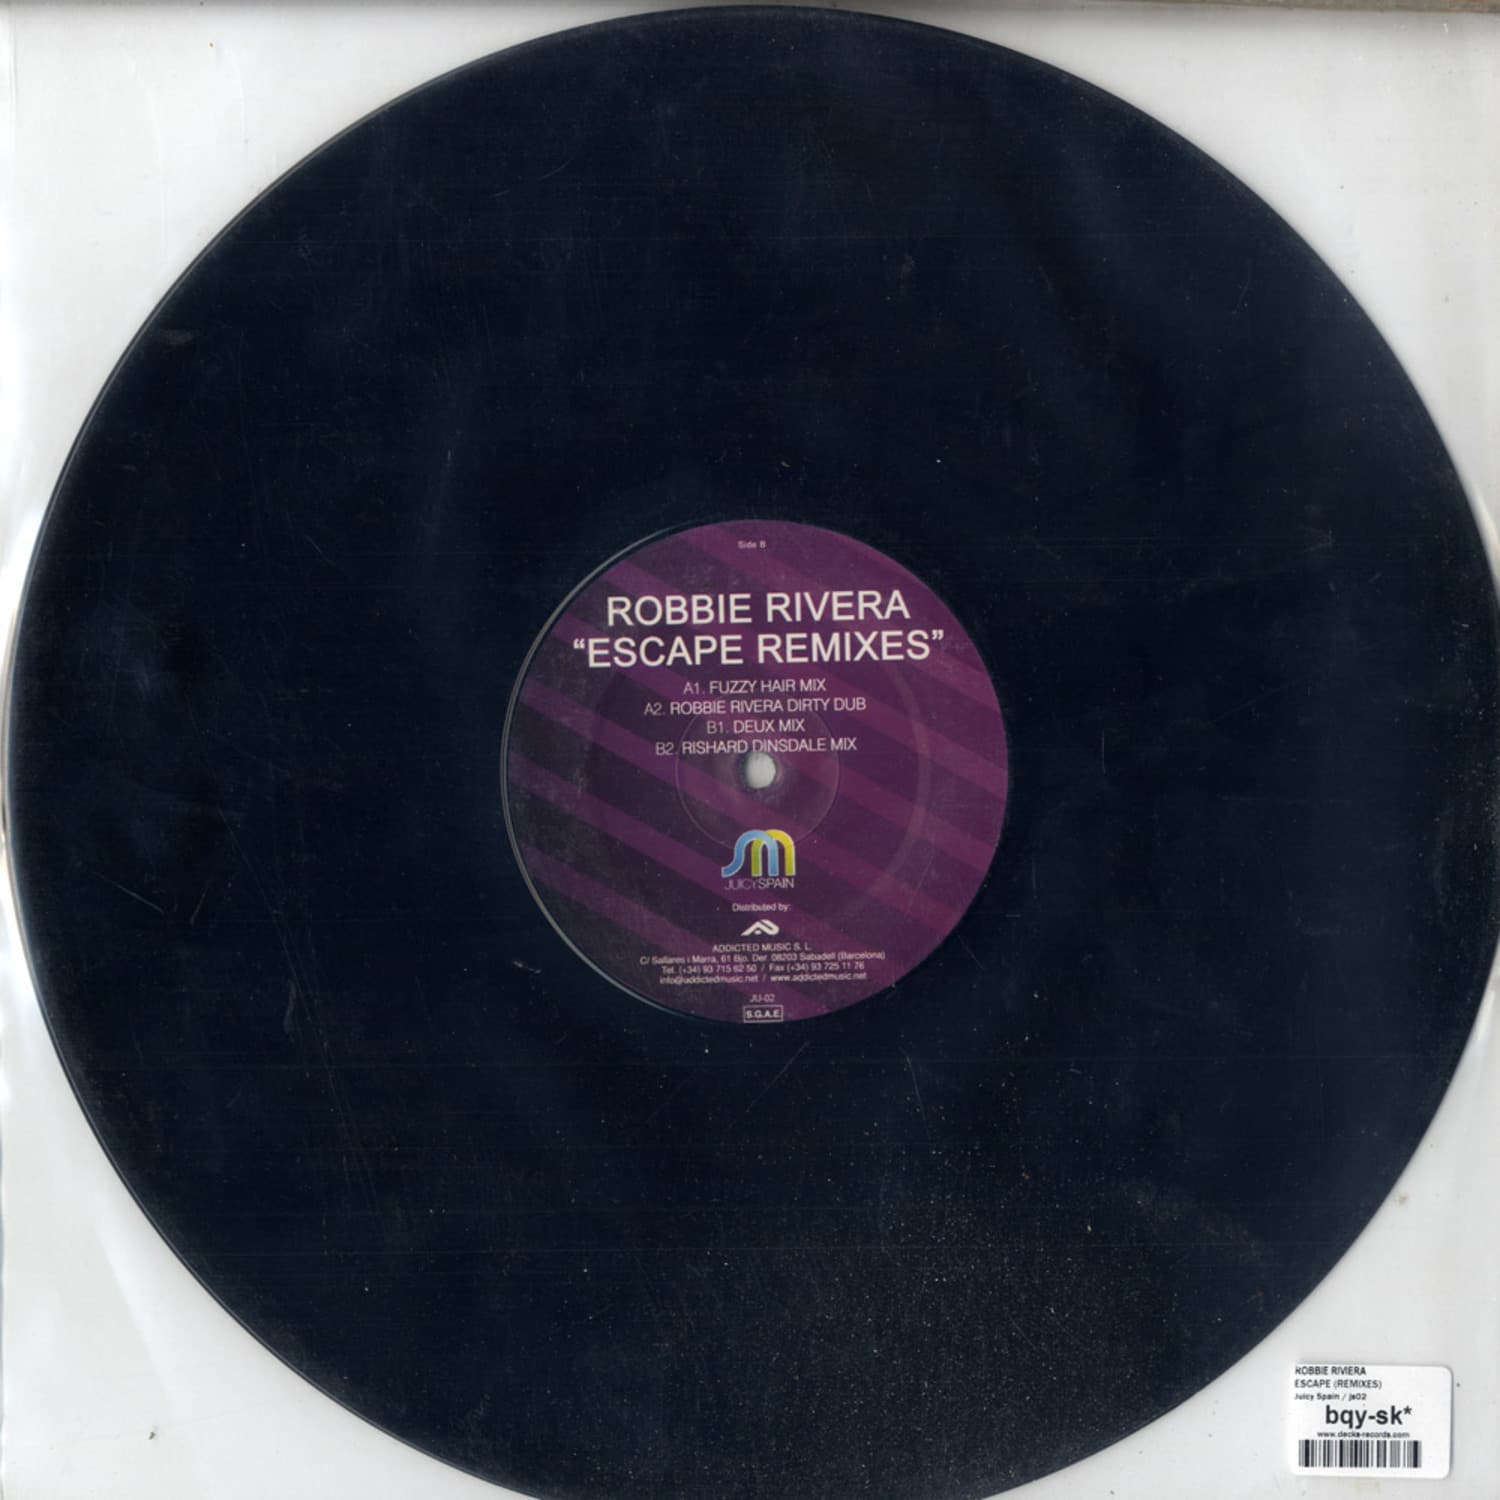 Side B
ROBBIE RIVERA
“ESCAPE REMIXES”
A1. FUZZY HAIR MIX
A2. ROBBIE RIVERA DIRTY DUB
B1. DEUX MIX
B2. RISHARD DINSDALE MIX
JUICYSPAIN
Distributed by:
ADDICTED MUSIC S. L.
C/ Sallares i Marra, 61 Bjo. Der. 08203 Sabadell (Barcelona)
Tel. (+34) 93 715 62 50 / Fax (+34) 93 725 11 76
info@addictedmusic.net / www.addictedmusic.net
JU-02
S.G.A.E.
ROBBIE RIVIERA
ESCAPE (REMIXES)
Juicy Spain / js02
bqy-sk*
www.decks-records.com